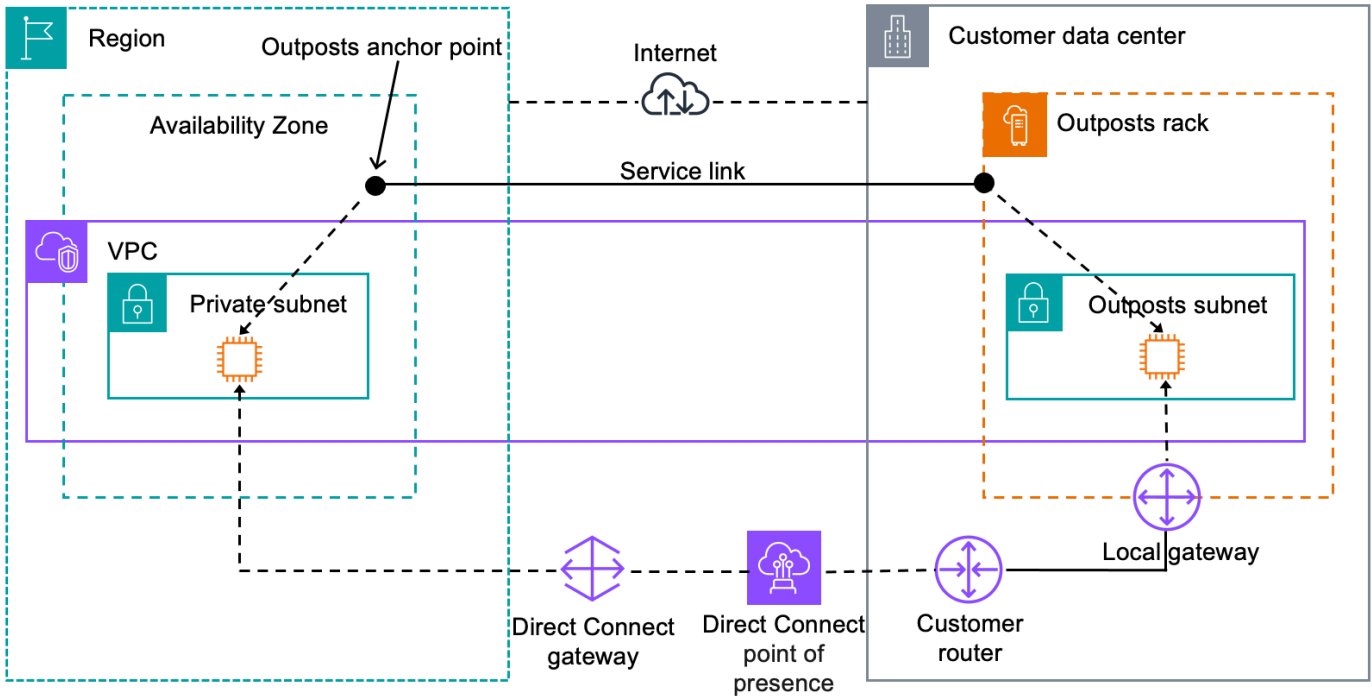 Region
Outposts anchor point
Internet
Customer data center
Availability Zone
Outposts rack
Service link
VPC
Private subnet
Outposts subnet
Local gateway
Direct Connect
gateway
Direct Connect
point of
presence
Customer
router